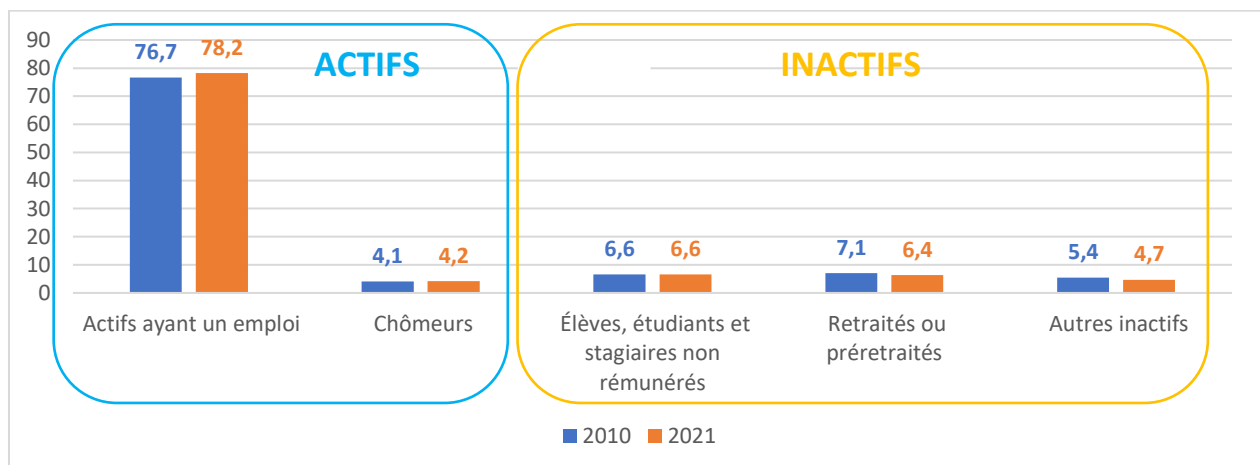 90
80
70
60
50
40
30
20
10
0
ACTIFS
INACTIFS
76,7
78,2
4,1
4,2
6,6
6,6
7,1
6,4
5,4
4,7
Actifs ayant un emploi
Chômeurs
Élèves, étudiants et
stagiaires non
rémunérés
Retraités ou
préretraités
Autres inactifs
2010
2021